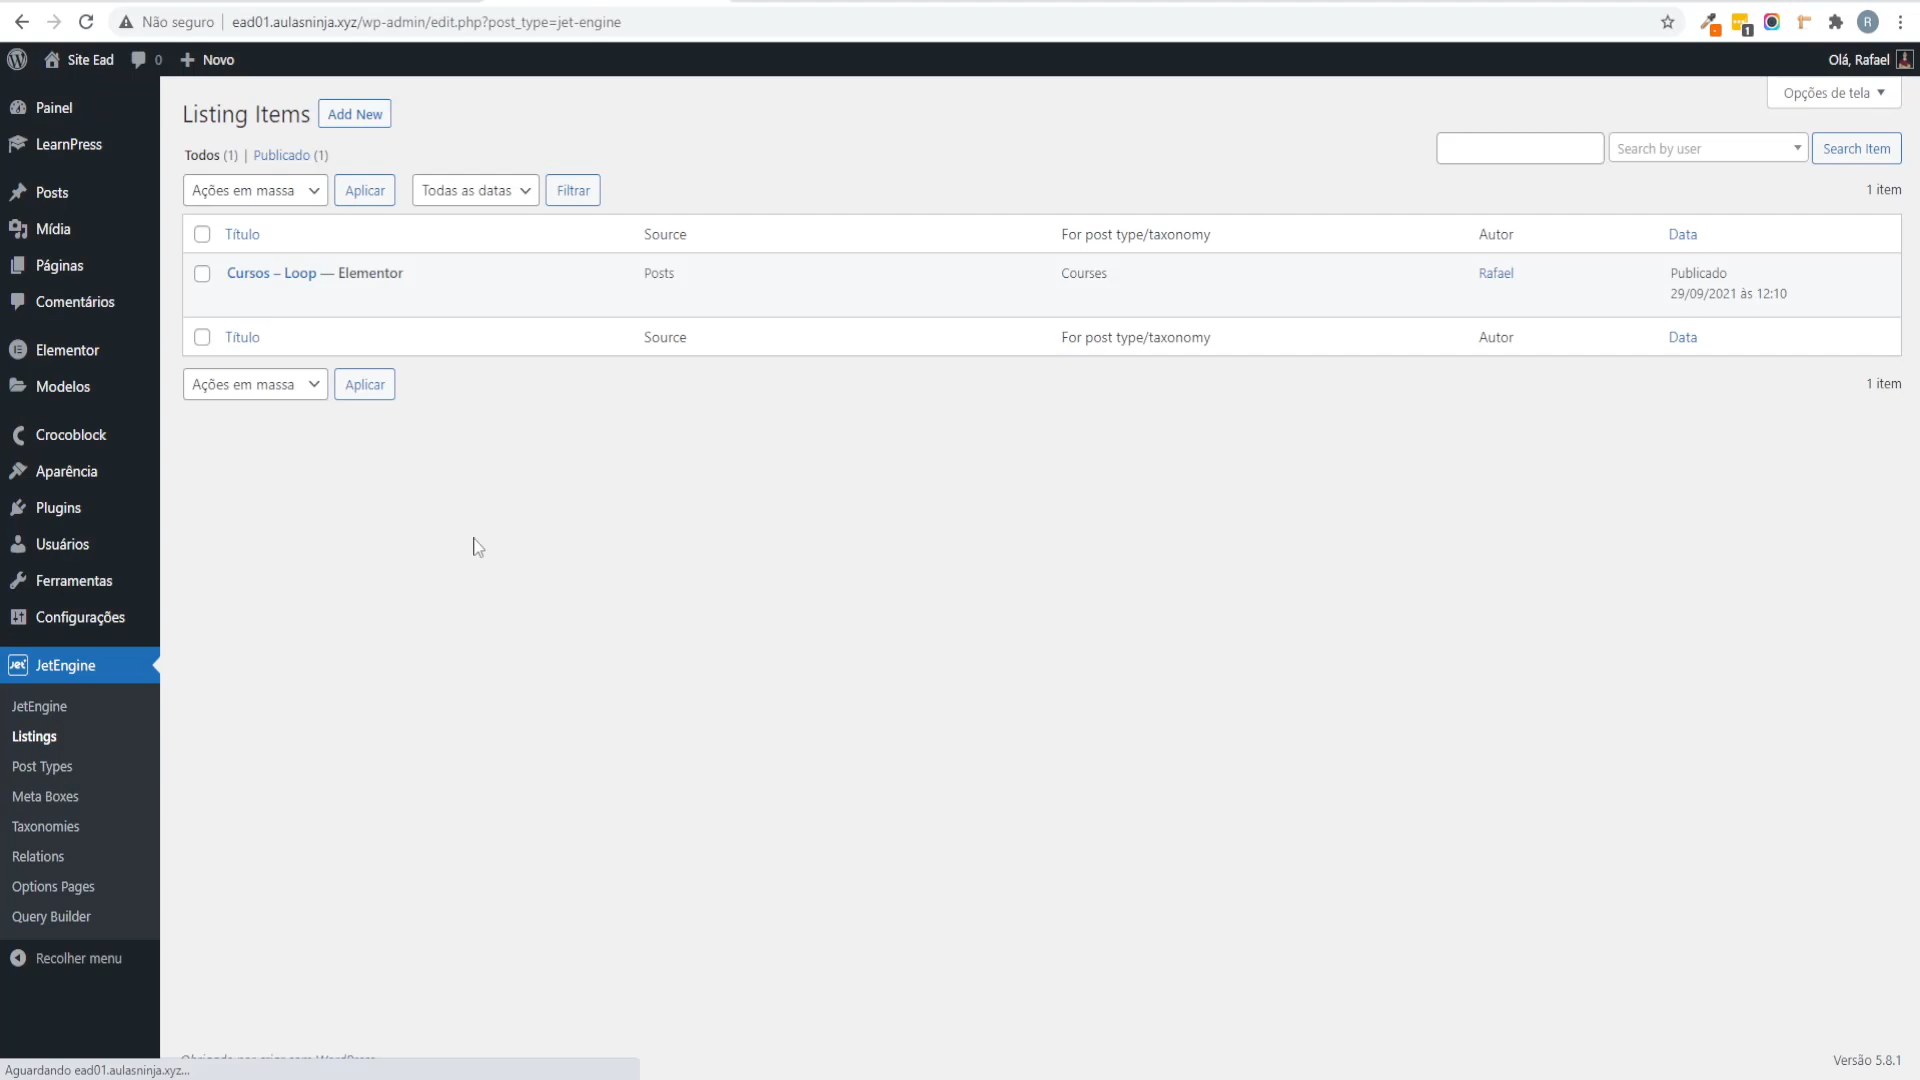 Não seguro | ead01.aulasninja.xyz/wp-admin/edit.php?post_type=jet-engine
1
R
Site Ead 0 Novo Olá, Rafael
Opções de tela
Painel
LearnPress
Posts
Mídia
Páginas
Comentários
Elementor
Modelos
Crocoblock
Aparência
Plugins
Usuários
Ferramentas
Configurações
Jet JetEngine
JetEngine
Listings
Post Types
Meta Boxes
Taxonomies
Relations
Options Pages
Query Builder
Recolher menu
Listing Items Add New
Todos (1) | Publicado (1)
Search by user Search Item
Ações em massa Aplicar Todas as datas Filtrar 1 item
Título Source For post type/taxonomy Autor Data
Cursos – Loop — Elementor Posts Courses Rafael Publicado
29/09/2021 às 12:10
Título Source For post type/taxonomy Autor Data
Ações em massa Aplicar 1 item
Versão 5.8.1
Aguardando ead01.aulasninja.xyz...